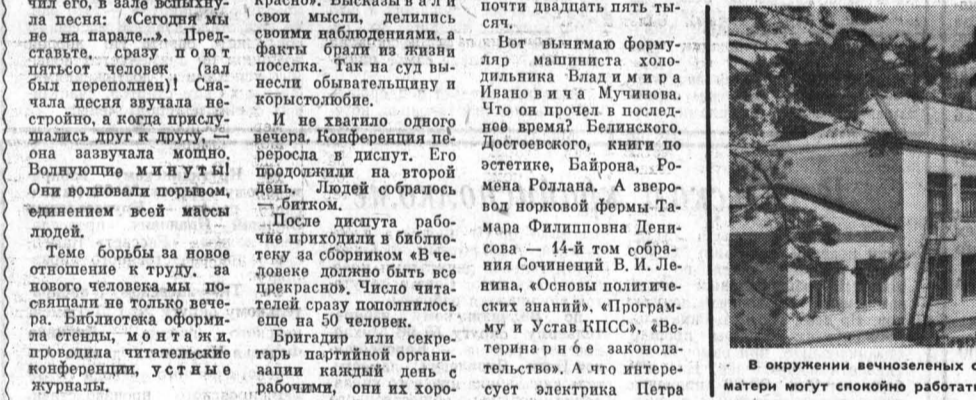 чил его, в зале вспыхну-
ла песня: «Сегодня мы
не на параде...». Пред-
ставьте, сразу поют
пятьсот человек (зал
был переполнен)! Сна-
чала песня звучала не-
стройно, а когда прислу-
шались друг к другу, —
она зазвучала мощно.
Волнующие минуты!
Они волновали порывом,
единением всей массы
людей.
Теме борьбы за новое
отношение к труду, за
нового человека мы по-
свящали не только вече-
ра. Библиотека оформи-
ла стенды, монтажи,
проводила читательские
конференции, устные
журналы.
красно». Высказывали
свои мысли, делились
своими наблюдениями, а
факты брали из жизни
поселка. Так на суд вы-
несли обывательщину и
корыстолюбие.
И не хватило одного
вечера. Конференция пе-
реросла в диспут. Его
продолжили на второй
день. Людей собралось
— битком.
После диспута рабо-
чие приходили в библио-
теку за сборником «В че-
ловеке должно быть все
прекрасно». Число чита-
телей сразу пополнилось
еще на 50 человек.
Бригадир или секре-
тарь партийной органи-
зации каждый день с
рабочими, они их хоро-
почти двадцать пять ты-
сяч.
Вот вынимаю форму-
ляр машиниста холо-
дильника Владимира
Ивановича Мучинова.
Что он прочел в послед-
нее время? Белинского,
Достоевского, книги по
эстетике, Байрона, Ро-
мена Роллана. А зверо-
вод норковой фермы Та-
мара Филипповна Дени-
сова — 14-й том собра-
ния Сочинений В. И. Ле-
нина, «Основы политиче-
ских знаний», «Програм-
му и Устав КПСС», «Ве-
теринарное законода-
тельство». А что интере-
сует электрика Петра
В окружении вечнозеленых с
матери могут спокойно работат